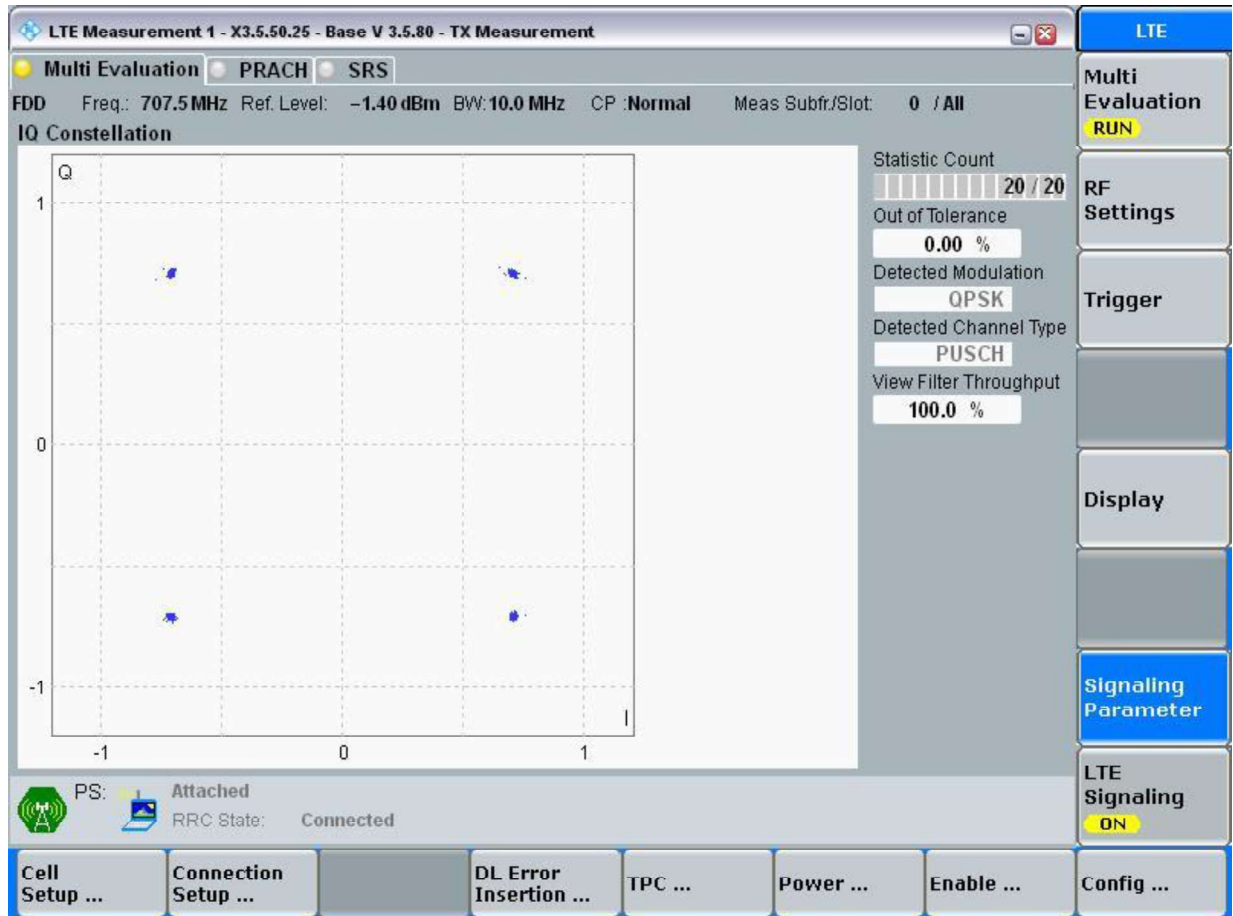 LTE Measurement 1 - X3.5.50.25 - Base V 3.5.80 - TX Measurement
LTE
Multi Evaluation PRACH SRS
FDD Freq.: 707.5 MHz Ref. Level: -1.40 dBm BW: 10.0 MHz CP :Normal Meas Subfr./Slot: 0 / All
IQ Constellation
Q
1
0
-1
I
-1 0 1
Statistic Count
20 / 20
Out of Tolerance
0.00 %
Detected Modulation
QPSK
Detected Channel Type
PUSCH
View Filter Throughput
100.0 %
Multi
Evaluation
RUN
RF
Settings
Trigger
Display
Signaling
Parameter
LTE
Signaling
ON
PS: Attached
RRC State: Connected
Cell
Setup ...
Connection
Setup ...
DL Error
Insertion ...
TPC ...
Power ...
Enable ...
Config ...